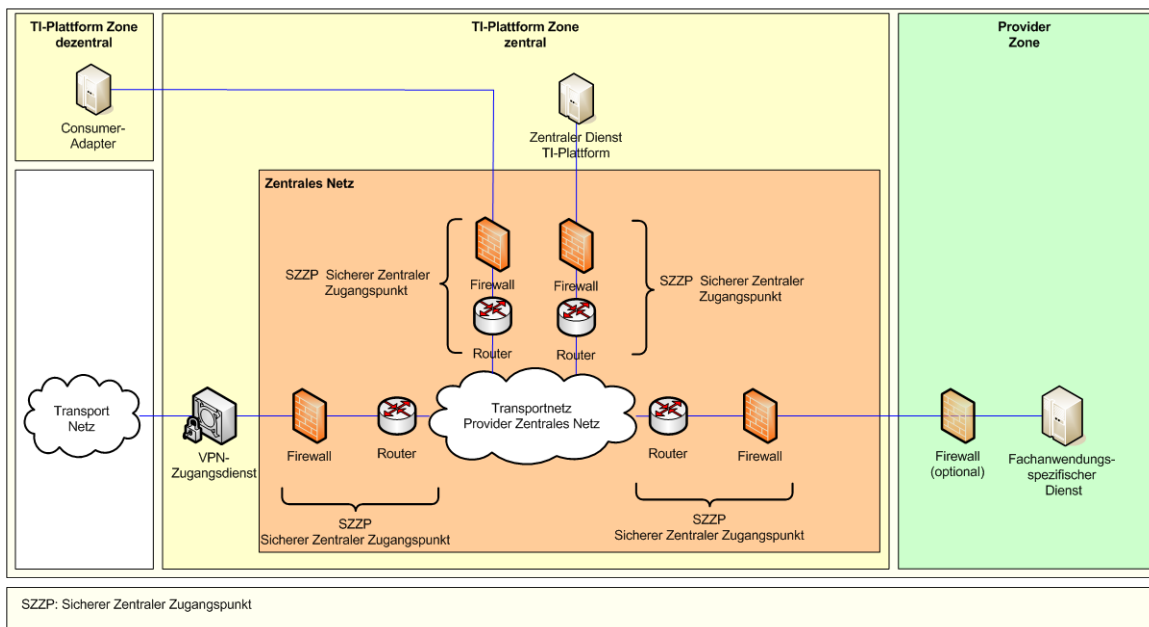 TI-Plattform Zone
dezentral
Consumer-
Adapter
TI-Plattform Zone
zentral
Zentraler Dienst
TI-Plattform
Provider
Zone
Zentrales Netz
SZZP Sicherer Zentraler
Zugangspunkt
Firewall
Firewall
SZZP Sicherer Zentraler
Zugangspunkt
Router
Router
Transport
Netz
VPN-
Zugangsdienst
Firewall
Router
Transportnetz
Provider Zentrales Netz
Router
Firewall
Firewall
(optional)
Fachanwendungs-
spezifischer
Dienst
SZZP
Sicherer Zentraler Zugangspunkt
SZZP
Sicherer Zentraler Zugangspunkt
SZZP: Sicherer Zentraler Zugangspunkt